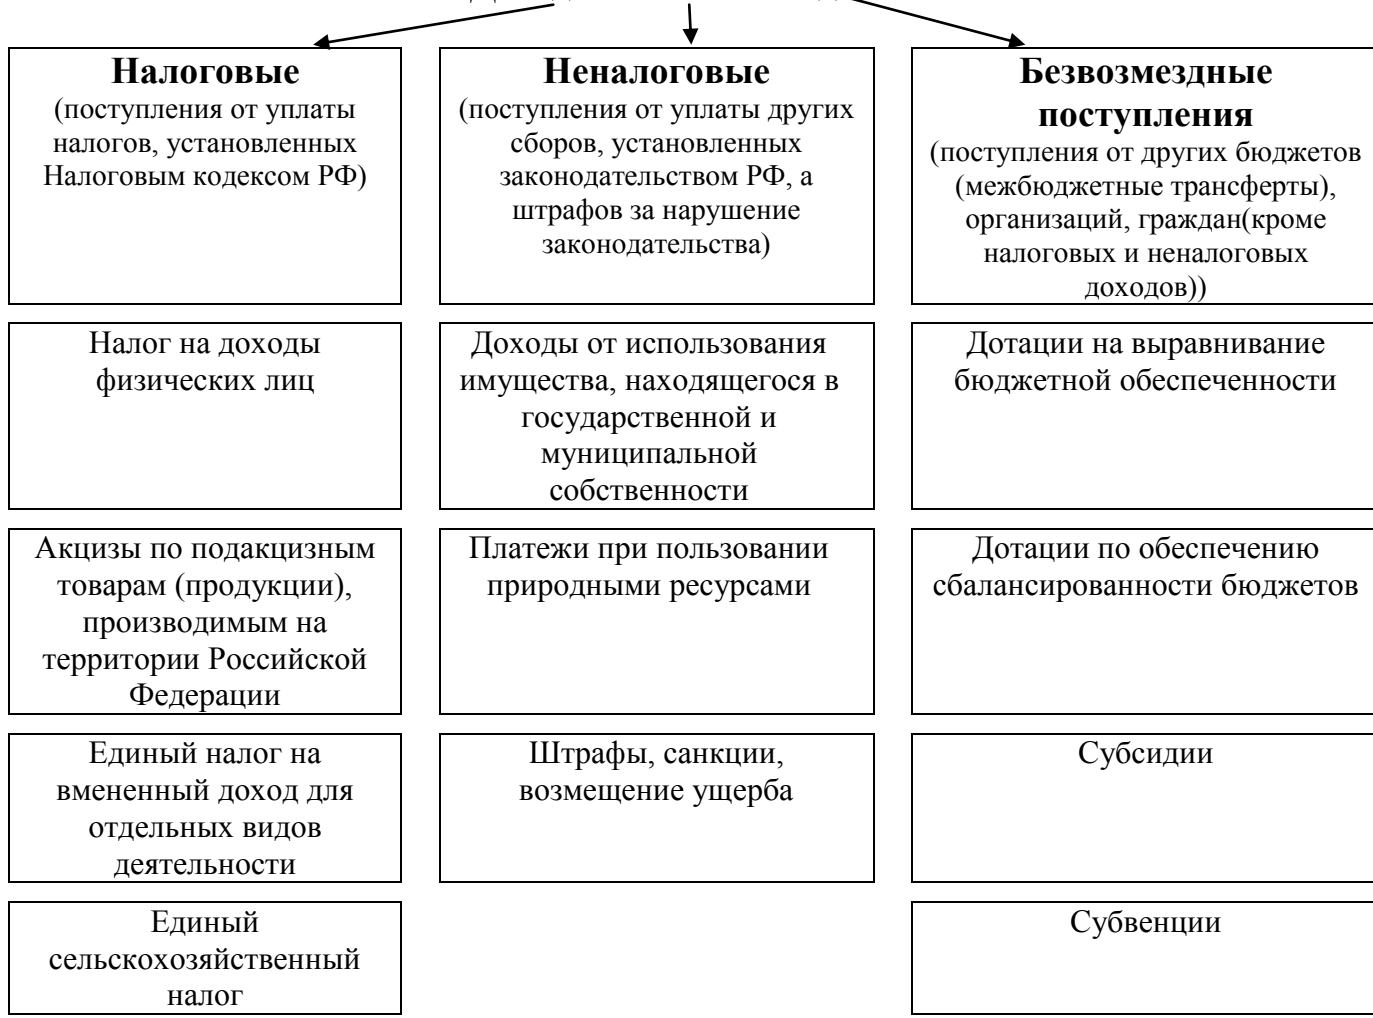 Налоговые
(поступления от уплаты
налогов, установленных
Налоговым кодексом РФ)
Неналоговые
(поступления от уплаты других
сборов, установленных
законодательством РФ, а
штрафов за нарушение
законодательства)
Безвозмездные
поступления
(поступления от других бюджетов
(межбюджетные трансферты),
организаций, граждан(кроме
налоговых и неналоговых
доходов))
Налог на доходы
физических лиц
Доходы от использования
имущества, находящегося в
государственной и
муниципальной
собственности
Дотации на выравнивание
бюджетной обеспеченности
Акцизы по подакцизным
товарам (продукции),
производимым на
территории Российской
Федерации
Платежи при пользовании
природными ресурсами
Дотации по обеспечению
сбалансированности бюджетов
Единый налог на
вмененный доход для
отдельных видов
деятельности
Штрафы, санкции,
возмещение ущерба
Субсидии
Единый
сельскохозяйственный
налог
Субвенции